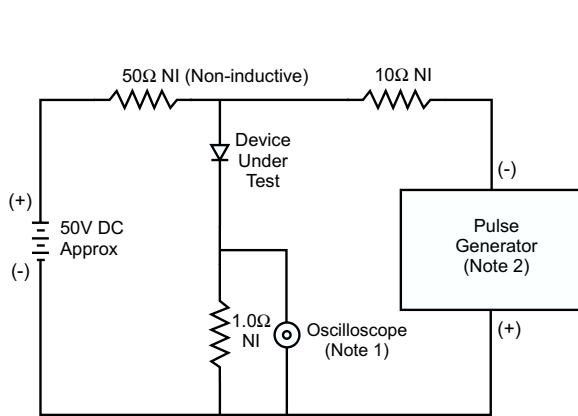 50Ω NI (Non-inductive)
10Ω NI
Device
Under
Test
(-)
(+)
50V DC
Approx
(-)
Pulse
Generator
(Note 2)
1.0Ω
NI
Oscilloscope
(Note 1)
(+)